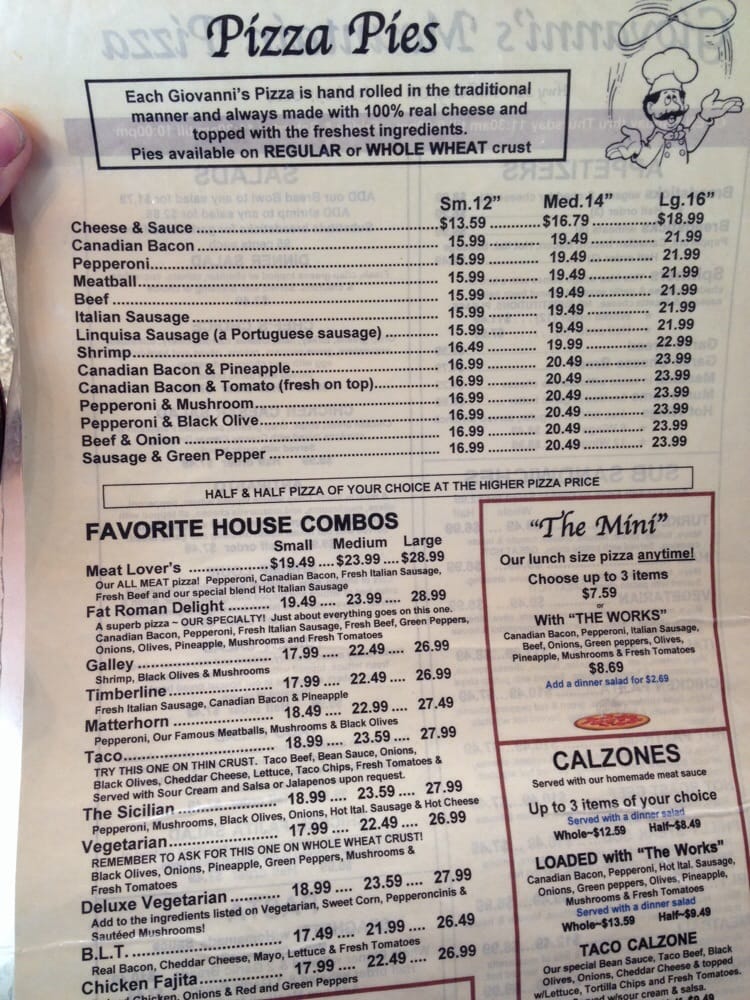 Pizza Pies
Each Giovanni's Pizza is hand rolled in the traditional
manner and always made with 100% real cheese and
topped with the freshest ingredients.
Pies available on REGULAR or WHOLE WHEAT crust
Sm.12" Med.14" Lg.16"
Cheese & Sauce $13.59 $16.79 $18.99
Canadian Bacon 15.99 19.49 21.99
Pepperoni 15.99 19.49 21.99
Meatball 15.99 19.49 21.99
Beef 15.99 19.49 21.99
Italian Sausage 15.99 19.49 21.99
Linquisa Sausage (a Portuguese sausage) 15.99 19.49 21.99
Shrimp 16.49 19.99 22.99
Canadian Bacon & Pineapple 16.99 20.49 23.99
Canadian Bacon & Tomato (fresh on top) 16.99 20.49 23.99
Pepperoni & Mushroom 16.99 20.49 23.99
Pepperoni & Black Olive 16.99 20.49 23.99
Beef & Onion 16.99 20.49 23.99
Sausage & Green Pepper 16.99 20.49 23.99
HALF & HALF PIZZA OF YOUR CHOICE AT THE HIGHER PIZZA PRICE
FAVORITE HOUSE COMBOS
Small Medium Large
Meat Lover's $19.49 .... $23.99 .... $28.99
Our ALL MEAT pizza! Pepperoni, Canadian Bacon, Fresh Italian Sausage,
Fresh Beef and our special blend Hot Italian Sausage
Fat Roman Delight 19.49 .... 23.99 .... 28.99
A superb pizza ~ OUR SPECIALTY! Just about everything goes on this one.
Canadian Bacon, Pepperoni, Fresh Italian Sausage, Fresh Beef, Green Peppers,
Onions, Olives, Pineapple, Mushrooms and Fresh Tomatoes
Galley 17.99 .... 22.49 .... 26.99
Shrimp, Black Olives & Mushrooms
Timberline 17.99 .... 22.49 .... 26.99
Fresh Italian Sausage, Canadian Bacon & Pineapple
Matterhorn 18.49 .... 22.99 .... 27.49
Pepperoni, Our Famous Meatballs, Mushrooms & Black Olives
Taco 18.99 .... 23.59 .... 27.99
TRY THIS ONE ON THIN CRUST. Taco Beef, Bean Sauce, Onions,
Black Olives, Cheddar Cheese, Lettuce, Taco Chips, Fresh Tomatoes &
Served with Sour Cream and Salsa or Jalapenos upon request.
The Sicilian 18.99 .... 23.59 .... 27.99
Pepperoni, Mushrooms, Black Olives, Onions, Hot Ital. Sausage & Hot Cheese
Vegetarian 17.99 .... 22.49 .... 26.99
REMEMBER TO ASK FOR THIS ONE ON WHOLE WHEAT CRUST!
Black Olives, Onions, Pineapple, Green Peppers, Mushrooms &
Fresh Tomatoes
Deluxe Vegetarian 18.99 .... 23.59 .... 27.99
Add to the ingredients listed on Vegetarian, Sweet Corn, Pepperoncinis &
Sautéed Mushrooms!
B.L.T. 17.49 .... 21.99 .... 26.49
Real Bacon, Cheddar Cheese, Mayo, Lettuce & Fresh Tomatoes
Chicken Fajita 17.99 .... 22.49 .... 26.99
Chicken, Onions & Red and Green Peppers
"The Mini"
Our lunch size pizza anytime!
Choose up to 3 items
$7.59
or
With "THE WORKS"
Canadian Bacon, Pepperoni, Italian Sausage,
Beef, Onions, Green peppers, Olives,
Pineapple, Mushrooms & Fresh Tomatoes
$8.69
Add a dinner salad for $2.69
CALZONES
Served with our homemade meat sauce
Up to 3 items of your choice
Served with a dinner salad
Whole~$12.59 Half~$8.49
LOADED with "The Works"
Canadian Bacon, Pepperoni, Hot Ital. Sausage,
Onions, Green peppers, Olives, Pineapple,
Mushrooms & Fresh Tomatoes
Served with a dinner salad
Whole~$13.59 Half~$9.49
TACO CALZONE
Our special Bean Sauce, Taco Beef, Black
Olives, Onions, Cheddar Cheese & topped
w/Lettuce, Tortilla Chips and Fresh Tomatoes.
w/sour cream & salsa.